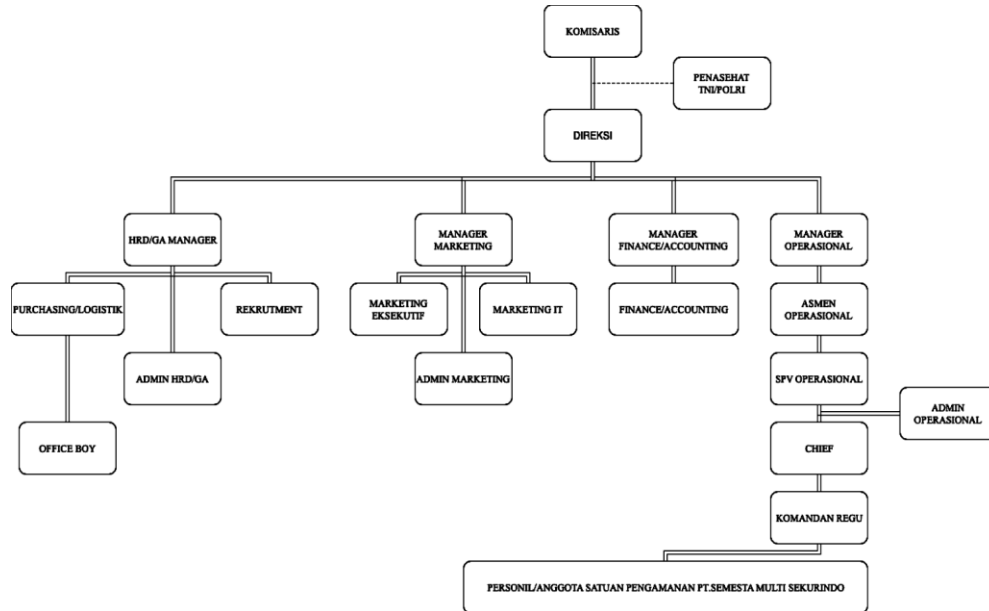 KOMISARIS
PENASEHAT
TNI/POLRI
DIREKSI
HRD/GA MANAGER
MANAGER
MARKETING
MANAGER
FINANCE/ACCOUNTING
MANAGER
OPERASIONAL
PURCHASING/LOGISTIK
REKRUTMENT
MARKETING
EKSEKUTIF
MARKETING IT
FINANCE/ACCOUNTING
ASMEN
OPERASIONAL
ADMIN HRD/GA
ADMIN MARKETING
SPV OPERASIONAL
ADMIN
OPERASIONAL
OFFICE BOY
CHIEF
KOMANDAN REGU
PERSONIL/ANGGOTA SATUAN PENGAMANAN PT.SEMESTA MULTI SEKURINDO